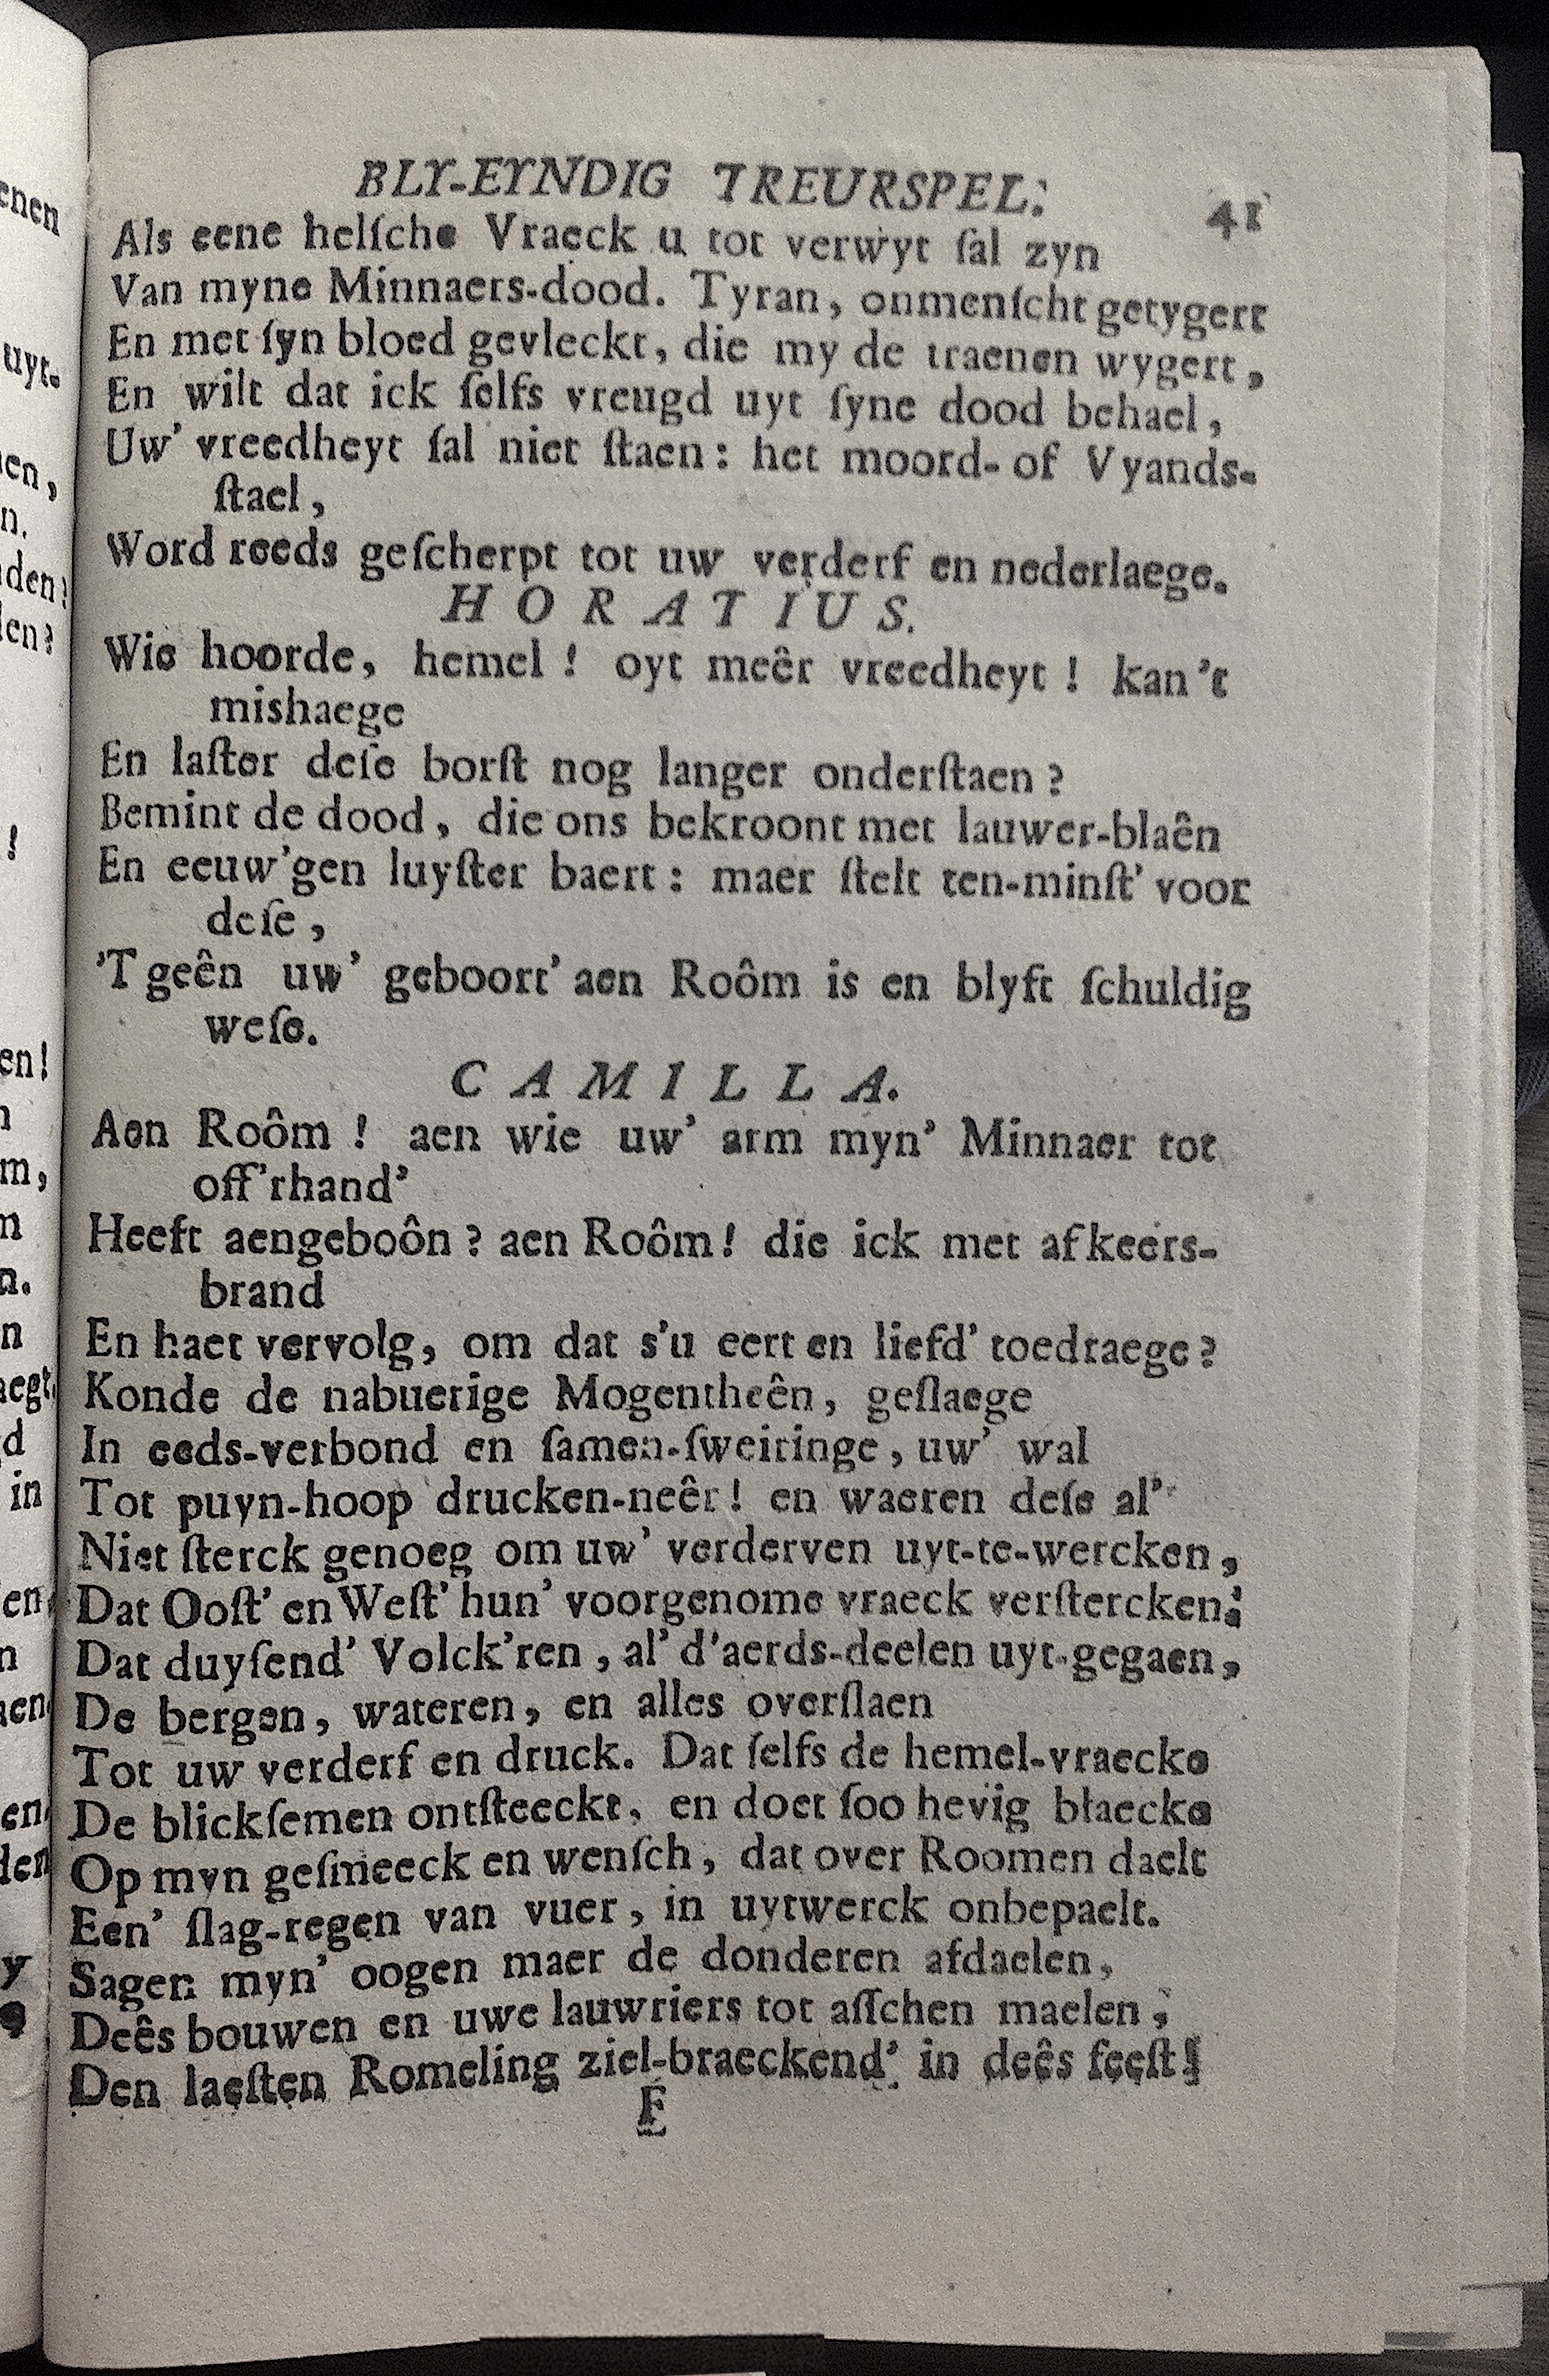 BLY-EYNDIG TREURSPEL. 41
Als eene helſche Vraeck u tot verwyt ſal zyn
Van myne Minnaers-dood. Tyran, onmenſcht getygert
En met ſyn bloed gevleckt, die my de traenen wygert,
En wilt dat ick ſelfs vreugd uyt ſyne dood behael,
Uw' vreedheyt ſal niet ſtaen: het moord- of Vyands-
ſtael,
Word reeds geſcherpt tot uw verderf en nederlaege.
HORATIUS.
Wie hoorde, hemel! oyt meêr vreedheyt! kan't
mishaege
En laſter deſe borſt nog langer onderſtaen?
Bemint de dood, die ons bekroont met lauwer-blaên
En eeuw'gen luyſter baert: maer ſtelt ten-minſt' voor
deſe,
'T geên uw' geboort' aen Roôm is en blyft ſchuldig
weſe.
CAMILLA.
Aen Roôm! aen wie uw' arm myn' Minnaer tot
off'rhand'
Heeft aengeboôn? aen Roôm! die ick met afkeers-
brand
En haet vervolg, om dat s'u eert en liefd' toedraege?
Konde de nabuerige Mogentheên, geſlaege
In eeds-verbond en ſamen-ſweiringe, uw' wal
Tot puyn-hoop drucken-neêr! en waeren deſe al'
Niet ſterck genoeg om uw' verderven uyt-te-wercken,
Dat Ooſt' en Weſt' hun' voorgenome vraeck verſtercken:
Dat duyſend' Volck'ren, al' d'aerds-deelen uyt-gegaen,
De bergen, wateren, en alles overſlaen
Tot uw verderf en druck. Dat ſelfs de hemel-vraecke
De blickſemen ontſteeckt, en doet ſoo hevig blaecke
Op myn geſmeeck en wenſch, dat over Roomen daelt
Een' ſlag-regen van vuer, in uytwerck onbepaelt.
Sagen myn' oogen maer de donderen afdaelen,
Deês bouwen en uwe lauwriers tot aſſchen maelen,
Den laeſten Romeling ziel-braeckend' in deês feeſt!
F